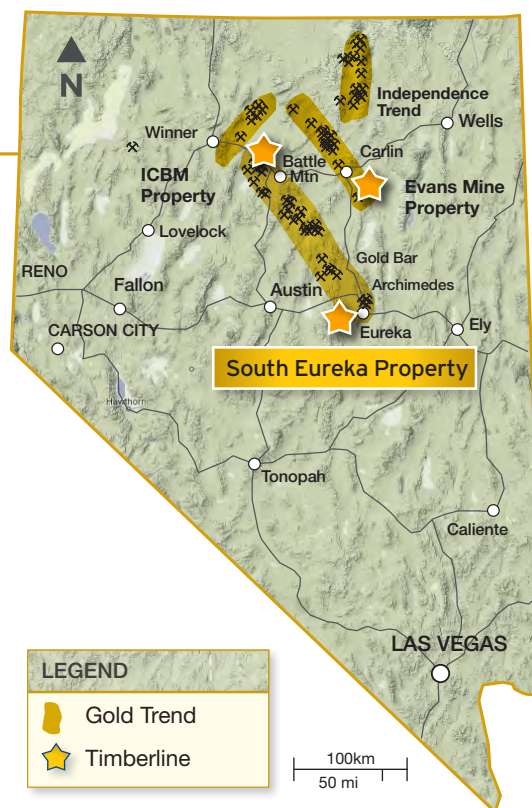 N
Independence
Trend
Wells
Winner
ICBM
Property
Battle
Mtn
Carlin
Evans Mine
Property
Lovelock
Gold Bar
RENO
Fallon
Austin
Archimedes
CARSON CITY
Eureka
Ely
South Eureka Property
Hawthorn
Tonopah
Caliente
LAS VEGAS
LEGEND
Gold Trend
Timberline
100km
50 mi